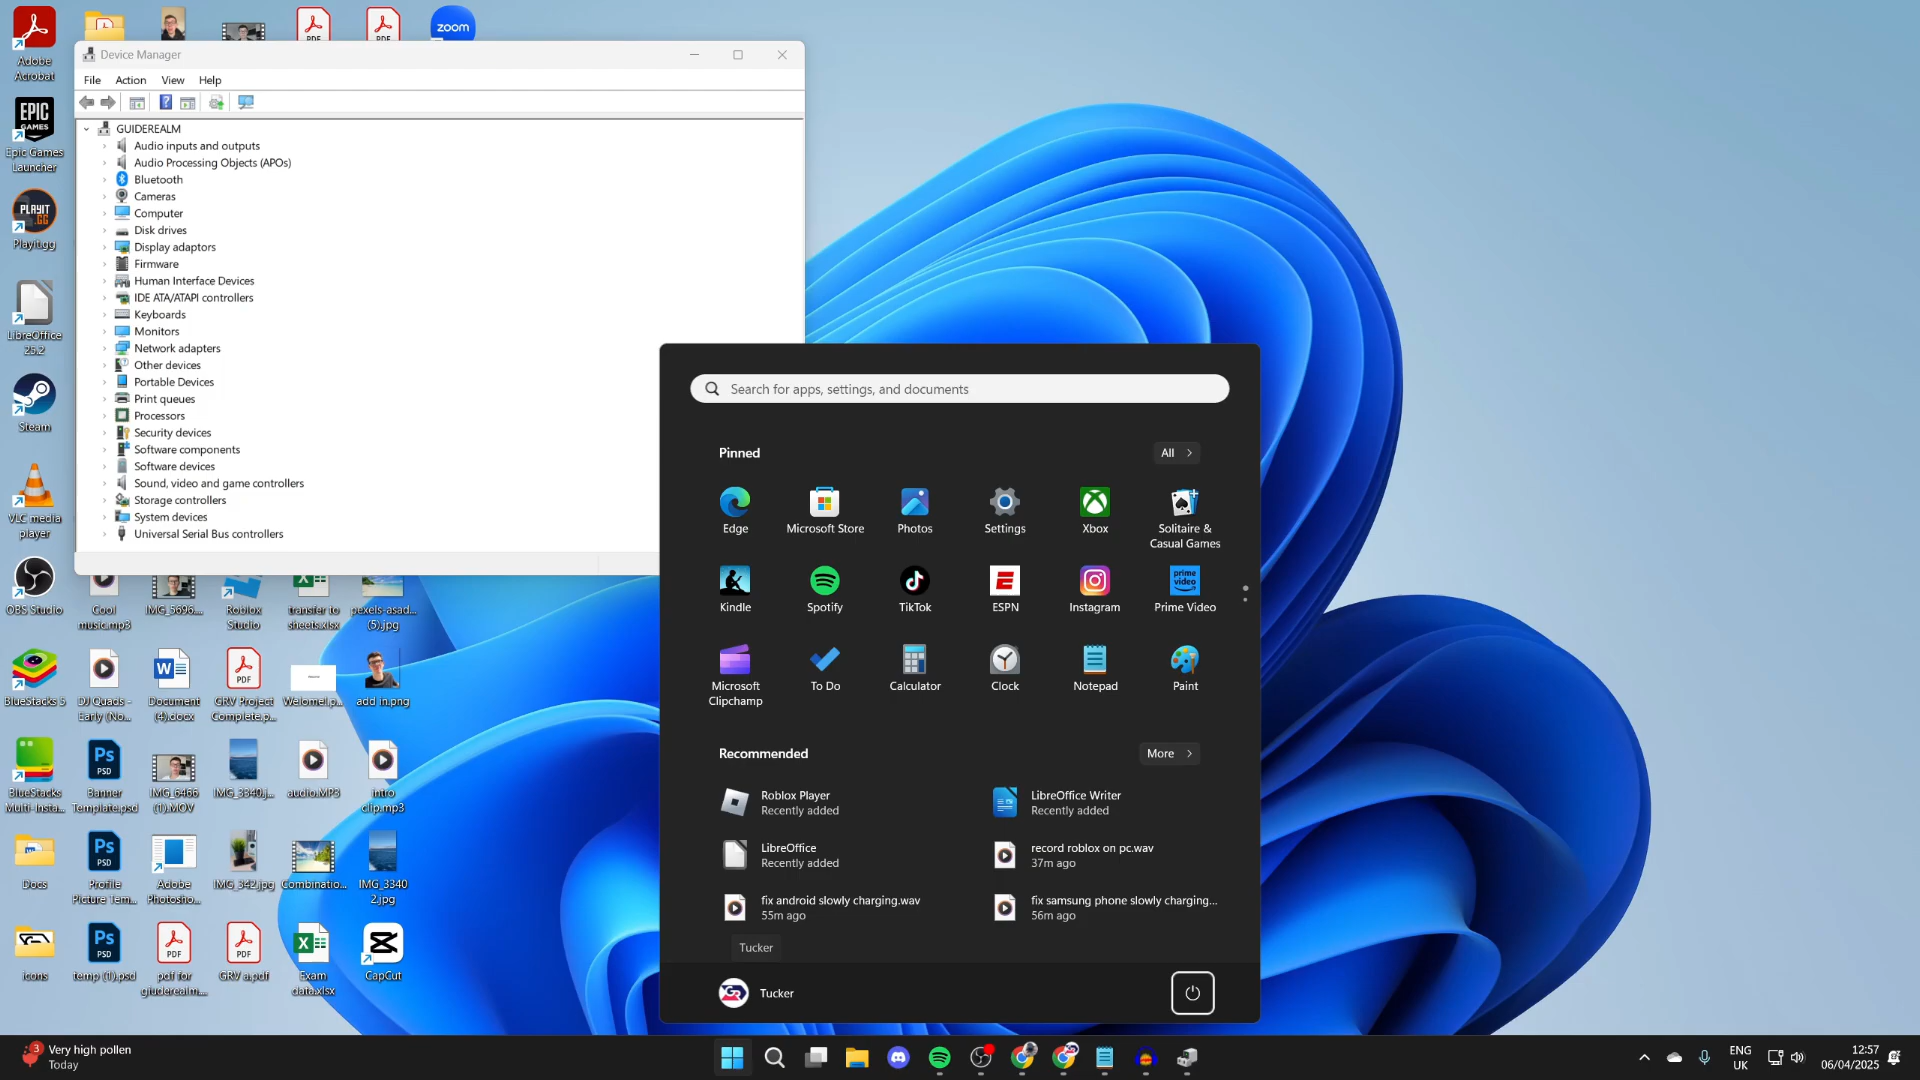 zoom
Adobe
Acrobat
Device Manager
File Action View Help
GUIDEREALM
Audio inputs and outputs
Audio Processing Objects (APOs)
Bluetooth
Cameras
Computer
Disk drives
Display adaptors
Firmware
Human Interface Devices
IDE ATA/ATAPI controllers
Keyboards
Monitors
Network adapters
Other devices
Portable Devices
Print queues
Processors
Security devices
Software components
Software devices
Sound, video and game controllers
Storage controllers
System devices
Universal Serial Bus controllers
Epic Games
Launcher
Playit.gg
LibreOffice
25.2
Steam
VLC media
player
OBS Studio
Cool
music.mp3
IMG_5696....
Roblox
Studio
transfer to
sheets.xlsx
pexels-asad...
(5).jpg
BlueStacks 5
DJ Quads -
Early (No...
Document
(4).docx
GRV Project
Complete.p...
Welome!.p...
add in.png
BlueStacks
Multi-Insta...
Banner
Template.psd
IMG_6466
(1).MOV
IMG_3340.j...
audio.MP3
intro
clip.mp3
Docs
Profile
Picture Tem...
Adobe
Photosho...
IMG_342.jpg
Combinatio...
IMG_3340
2.jpg
icons
temp (1).psd
pdf for
giuderealm....
GRV a.pdf
Exam
data.xlsx
CapCut
Search for apps, settings, and documents
Pinned
All
Edge
Microsoft Store
Photos
Settings
Xbox
Solitaire &
Casual Games
Kindle
Spotify
TikTok
ESPN
Instagram
Prime Video
Microsoft
Clipchamp
To Do
Calculator
Clock
Notepad
Paint
Recommended
More
Roblox Player
Recently added
LibreOffice Writer
Recently added
LibreOffice
Recently added
record roblox on pc.wav
37m ago
fix android slowly charging.wav
55m ago
fix samsung phone slowly charging...
56m ago
Tucker
Tucker
3
Very high pollen
Today
ENG
UK
12:57
06/04/2025